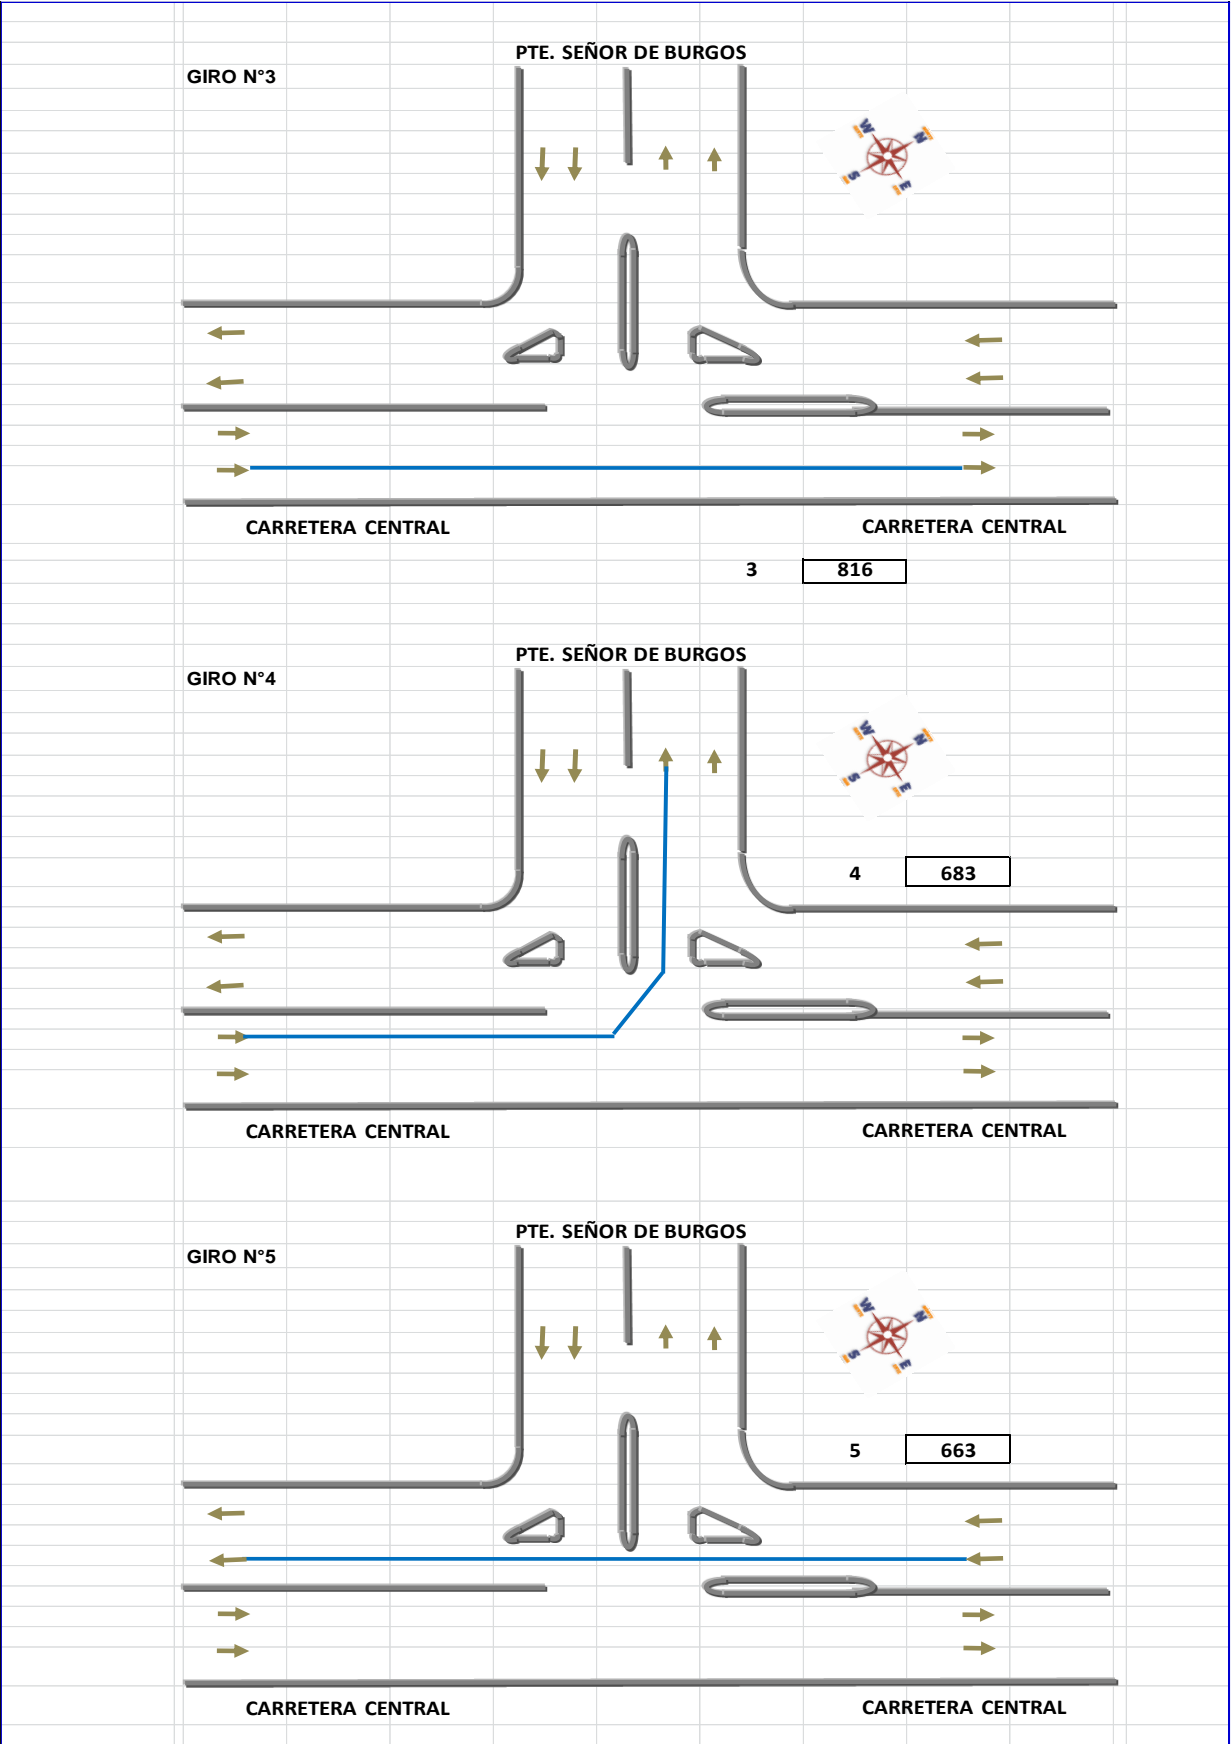 PTE. SEÑOR DE BURGOS
GIRO N°3
W
N
S
E
CARRETERA CENTRAL
CARRETERA CENTRAL
3 816
PTE. SEÑOR DE BURGOS
GIRO N°4
W
N
S
E
4 683
CARRETERA CENTRAL
CARRETERA CENTRAL
PTE. SEÑOR DE BURGOS
GIRO N°5
W
N
S
E
5 663
CARRETERA CENTRAL
CARRETERA CENTRAL